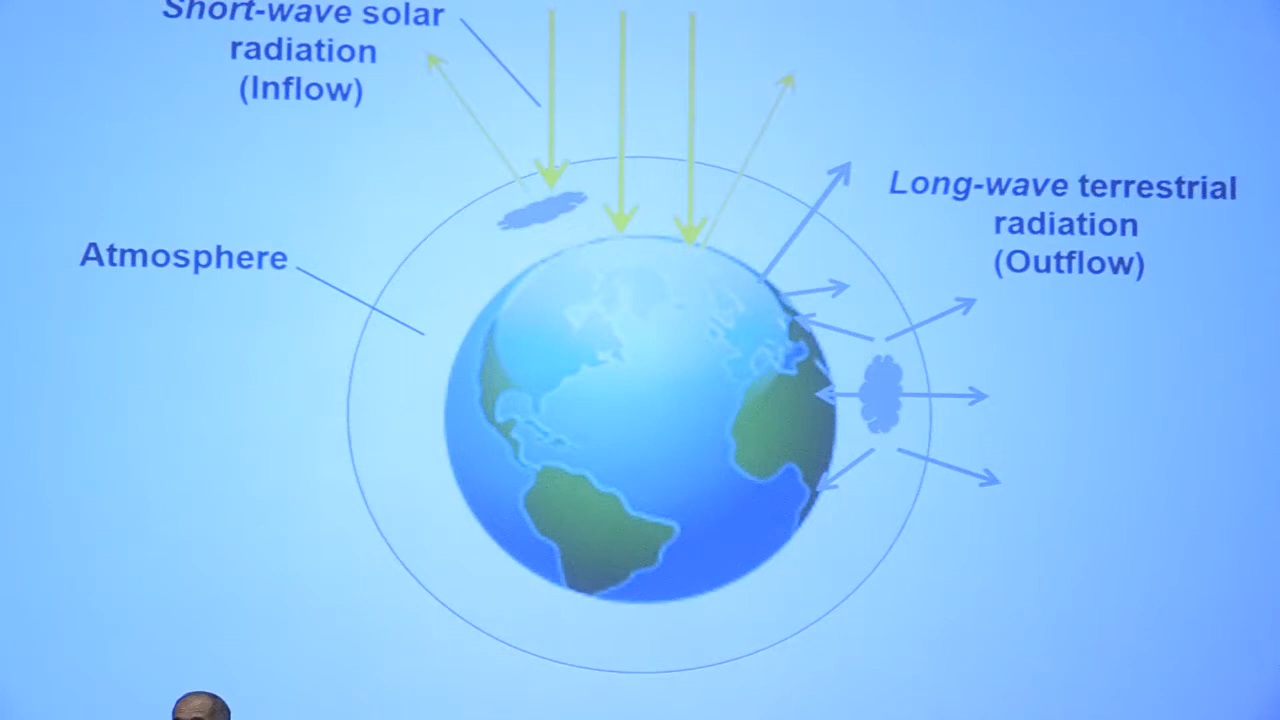 Short-wave solar
radiation
(Inflow)
Atmosphere
Long-wave terrestrial
radiation
(Outflow)